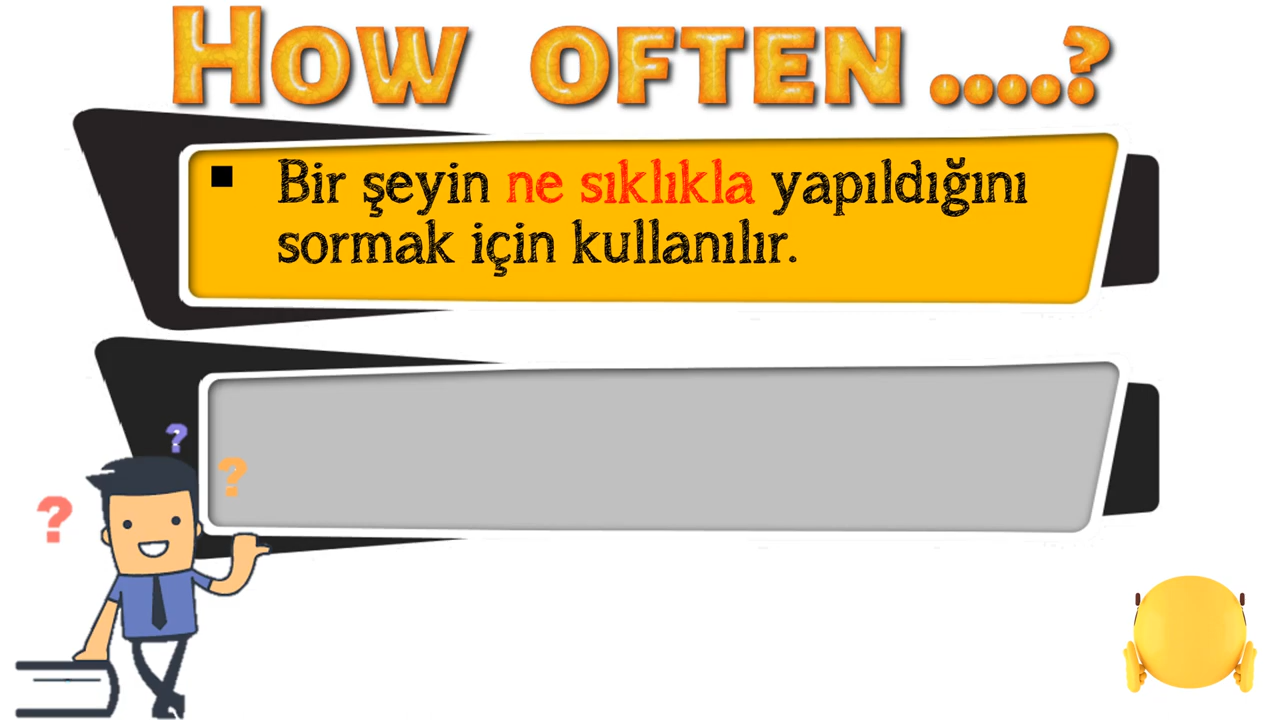 How often ....?
▪ Bir şeyin ne sıklıkla yapıldığını
sormak için kullanılır.
?
?
?